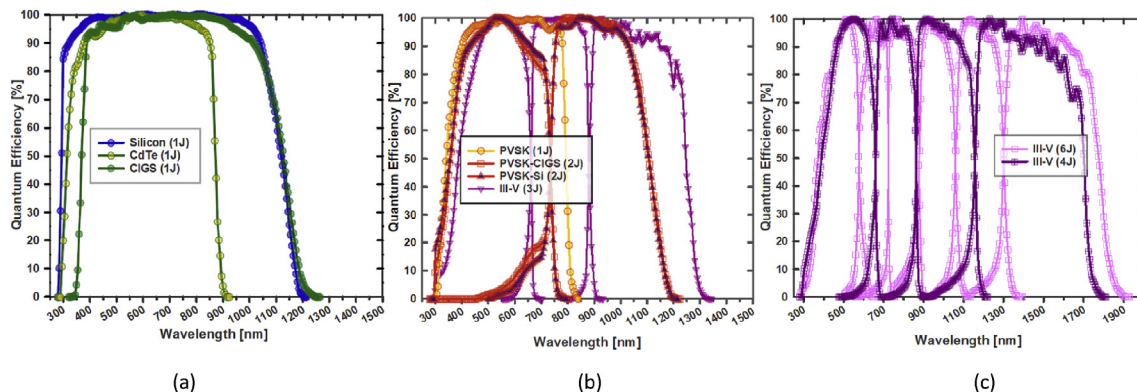 100
90
80
70
60
50
40
30
20
10
0
Quantum Efficiency [%]
Silicon (1J)
CdTe (1J)
CIGS (1J)
300 400 500 600 700 800 900 1000 1100 1200 1300 1400 1500
Wavelength [nm]
(a)
100
90
80
70
60
50
40
30
20
10
0
Quantum Efficiency [%]
PVSK (1J)
PVSK-CIGS (2J)
PVSK-Si (2J)
III-V (3J)
300 400 500 600 700 800 900 1000 1100 1200 1300 1400 1500
Wavelength [nm]
(b)
100
90
80
70
60
50
40
30
20
10
0
Quantum Efficiency [%]
III-V (6J)
III-V (4J)
300 500 700 900 1100 1300 1500 1700 1900
Wavelength [nm]
(c)